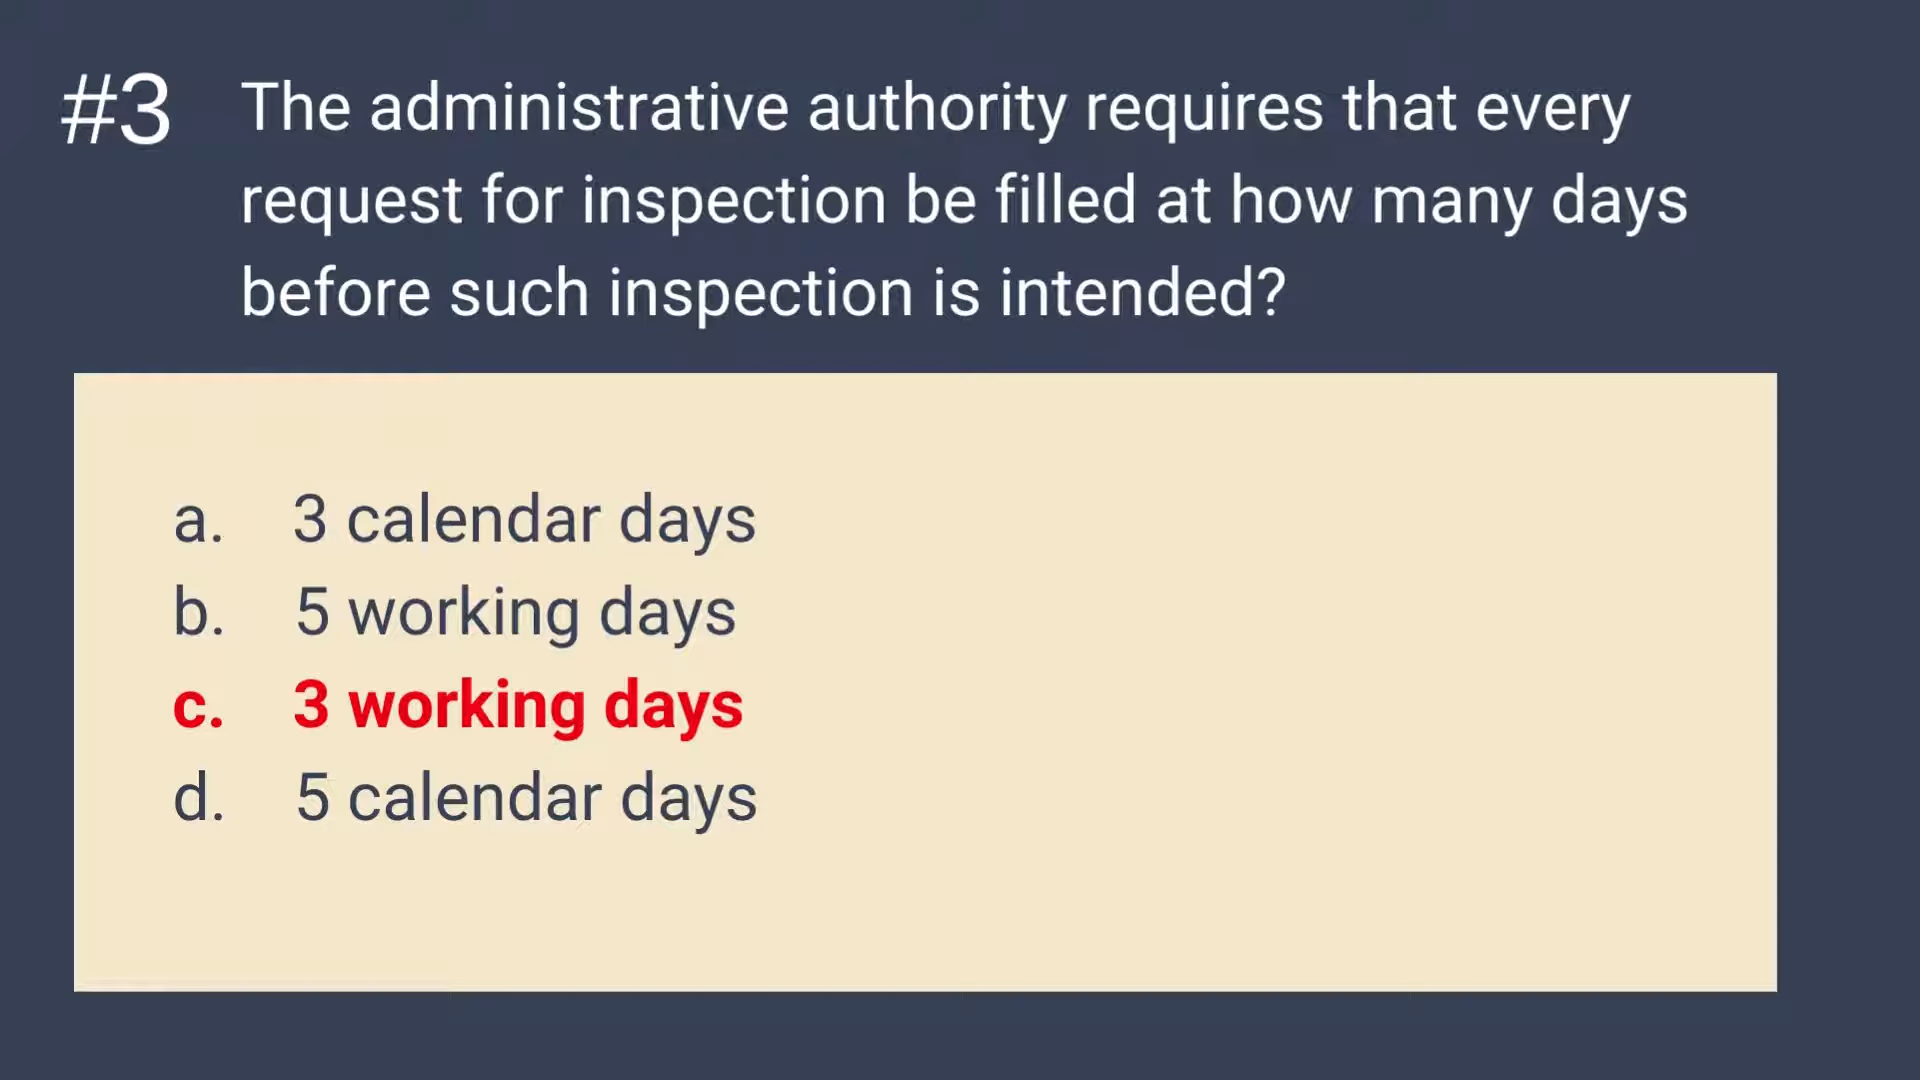 #3 The administrative authority requires that every
request for inspection be filled at how many days
before such inspection is intended?
a. 3 calendar days
b. 5 working days
c. 3 working days
d. 5 calendar days